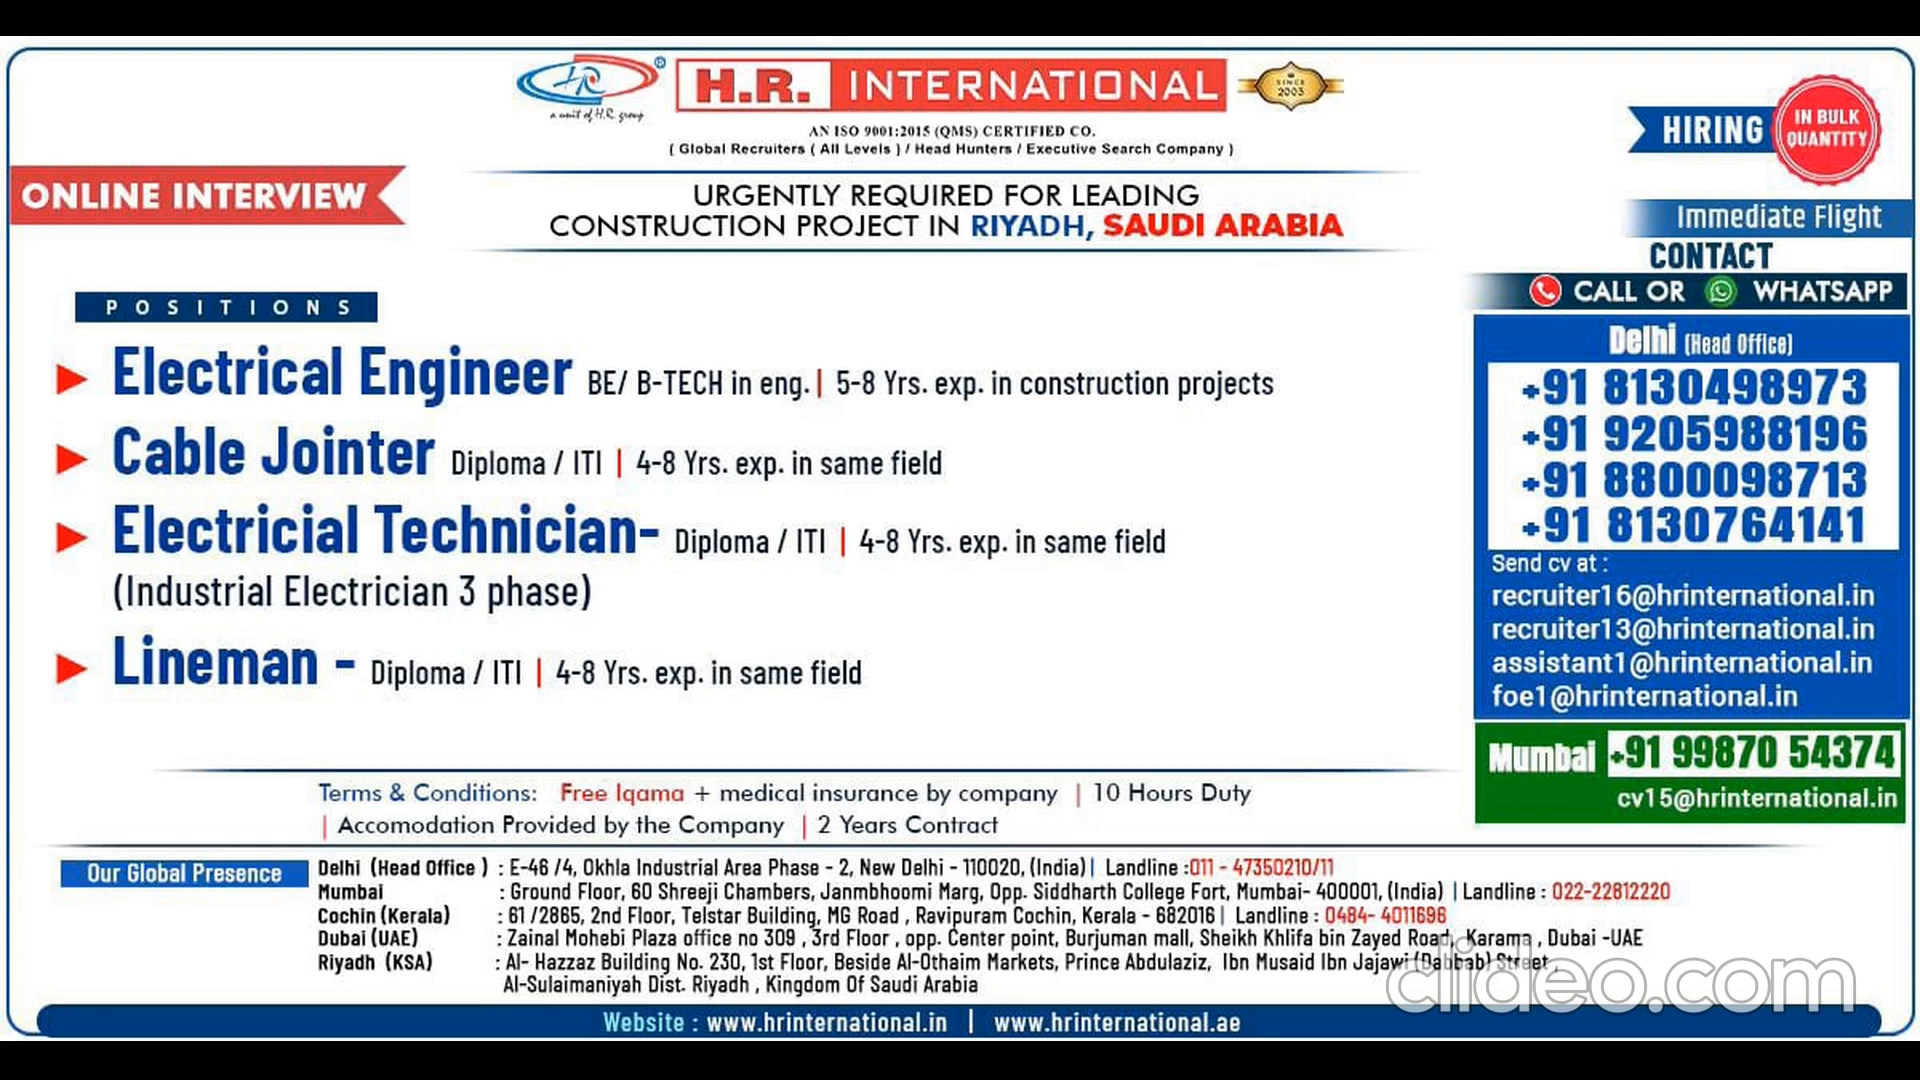 HR ®
a unit of H.R. group
H.R. INTERNATIONAL
SINCE
2003
AN ISO 9001:2015 (QMS) CERTIFIED CO.
( Global Recruiters ( All Levels ) / Head Hunters / Executive Search Company )
HIRING
IN BULK
QUANTITY
ONLINE INTERVIEW
URGENTLY REQUIRED FOR LEADING
CONSTRUCTION PROJECT IN RIYADH, SAUDI ARABIA
Immediate Flight
CONTACT
CALL OR WHATSAPP
POSITIONS
Electrical Engineer BE/ B-TECH in eng. | 5-8 Yrs. exp. in construction projects
Cable Jointer Diploma / ITI | 4-8 Yrs. exp. in same field
Electricial Technician- Diploma / ITI | 4-8 Yrs. exp. in same field
(Industrial Electrician 3 phase)
Lineman - Diploma / ITI | 4-8 Yrs. exp. in same field
Delhi (Head Office)
+91 8130498973
+91 9205988196
+91 8800098713
+91 8130764141
Send cv at :
recruiter16@hrinternational.in
recruiter13@hrinternational.in
assistant1@hrinternational.in
foe1@hrinternational.in
Mumbai +91 99870 54374
cv15@hrinternational.in
Terms & Conditions: Free Iqama + medical insurance by company | 10 Hours Duty
| Accomodation Provided by the Company | 2 Years Contract
Our Global Presence
Delhi (Head Office ) : E-46 /4, Okhla Industrial Area Phase - 2, New Delhi - 110020, (India) | Landline :011 - 47350210/11
Mumbai : Ground Floor, 60 Shreeji Chambers, Janmbhoomi Marg, Opp. Siddharth College Fort, Mumbai- 400001, (India) | Landline : 022-22812220
Cochin (Kerala) : 61 /2865, 2nd Floor, Telstar Building, MG Road , Ravipuram Cochin, Kerala - 682016 | Landline : 0484- 4011696
Dubai (UAE) : Zainal Mohebi Plaza office no 309 , 3rd Floor , opp. Center point, Burjuman mall, Sheikh Khlifa bin Zayed Road, Karama , Dubai -UAE
Riyadh (KSA) : Al- Hazzaz Building No. 230, 1st Floor, Beside Al-Othaim Markets, Prince Abdulaziz, Ibn Musaid Ibn Jajawi (Dabbab) Street ,
Al-Sulaimaniyah Dist. Riyadh , Kingdom Of Saudi Arabia
clideo.com
Website : www.hrinternational.in | www.hrinternational.ae